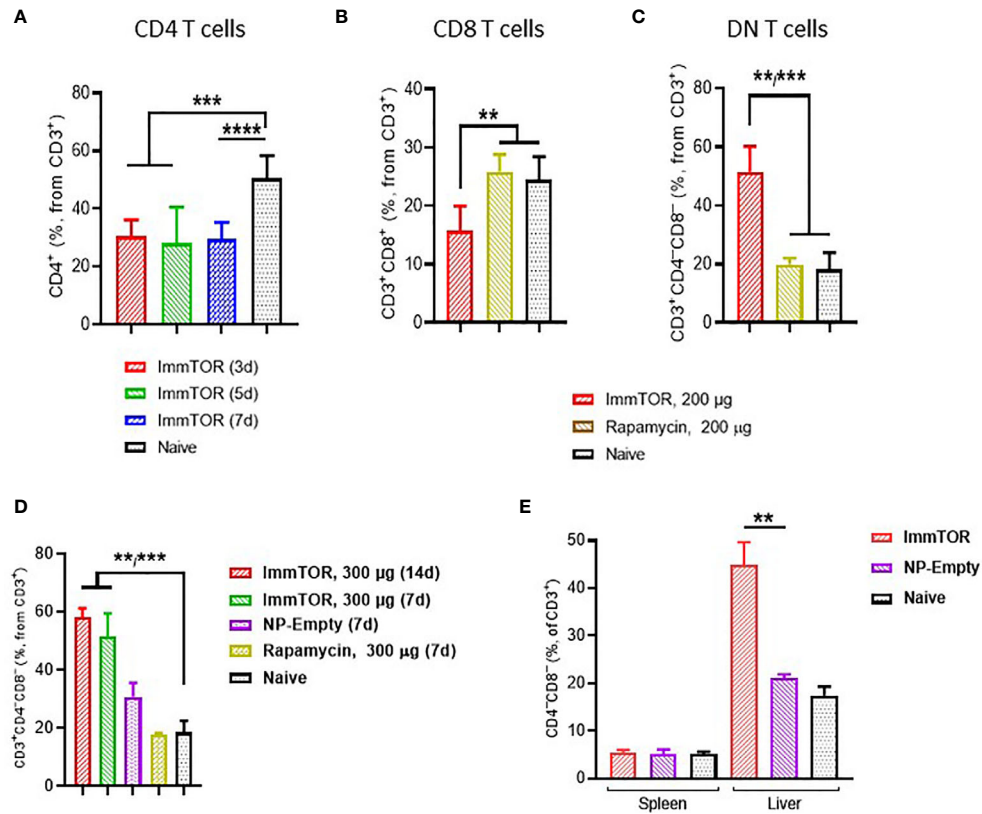 A
CD4 T cells
CD4⁺ (%, from CD3⁺)
80
60
40
20
0
***
****
ImmTOR (3d)
ImmTOR (5d)
ImmTOR (7d)
Naive
B
CD8 T cells
CD3⁺CD8⁺ (%, from CD3⁺)
40
30
20
10
0
**
C
DN T cells
CD3⁺CD4⁻CD8⁻ (%, from CD3⁺)
80
60
40
20
0
**/***
ImmTOR, 200 µg
Rapamycin, 200 µg
Naive
D
CD3⁺CD4⁻CD8⁻ (%, from CD3⁺)
80
60
40
20
0
**/***
ImmTOR, 300 µg (14d)
ImmTOR, 300 µg (7d)
NP-Empty (7d)
Rapamycin, 300 µg (7d)
Naive
E
CD4⁻CD8⁻ (%, of CD3⁺)
50
40
30
20
10
0
**
Spleen
Liver
ImmTOR
NP-Empty
Naive